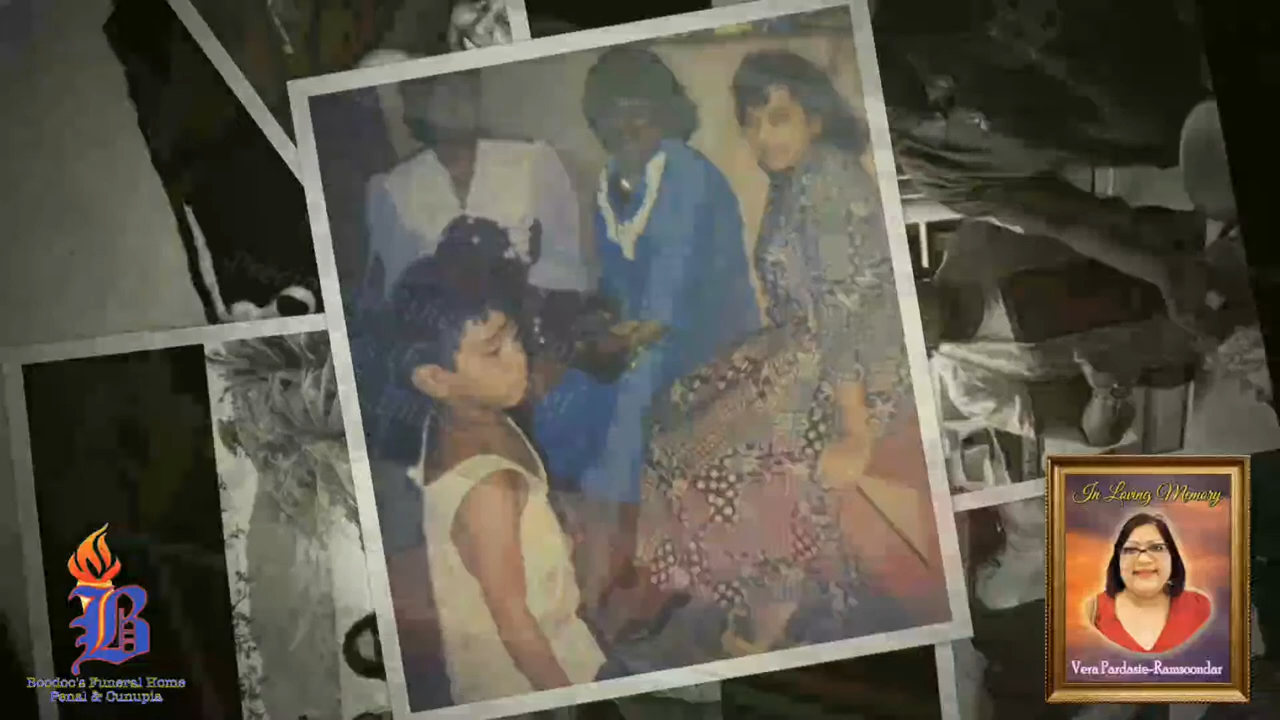 In Loving Memory
Vera Pardasie-Ramsoondar
B
Boodoo's Funeral Home
Penal & Cunupia